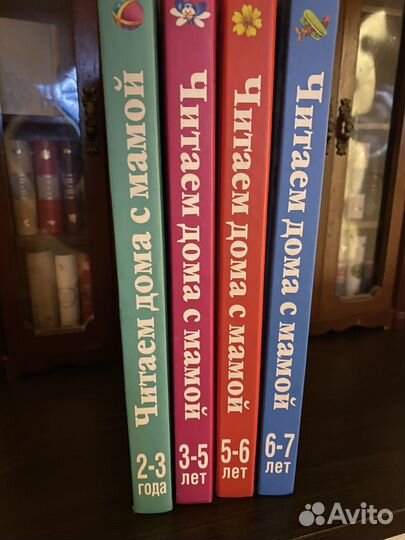 Читаем дома с мамой
2-3
года
Читаем дома с мамой
3-5
лет
Читаем дома с мамой
5-6
лет
Читаем дома с мамой
6-7
лет
Avito